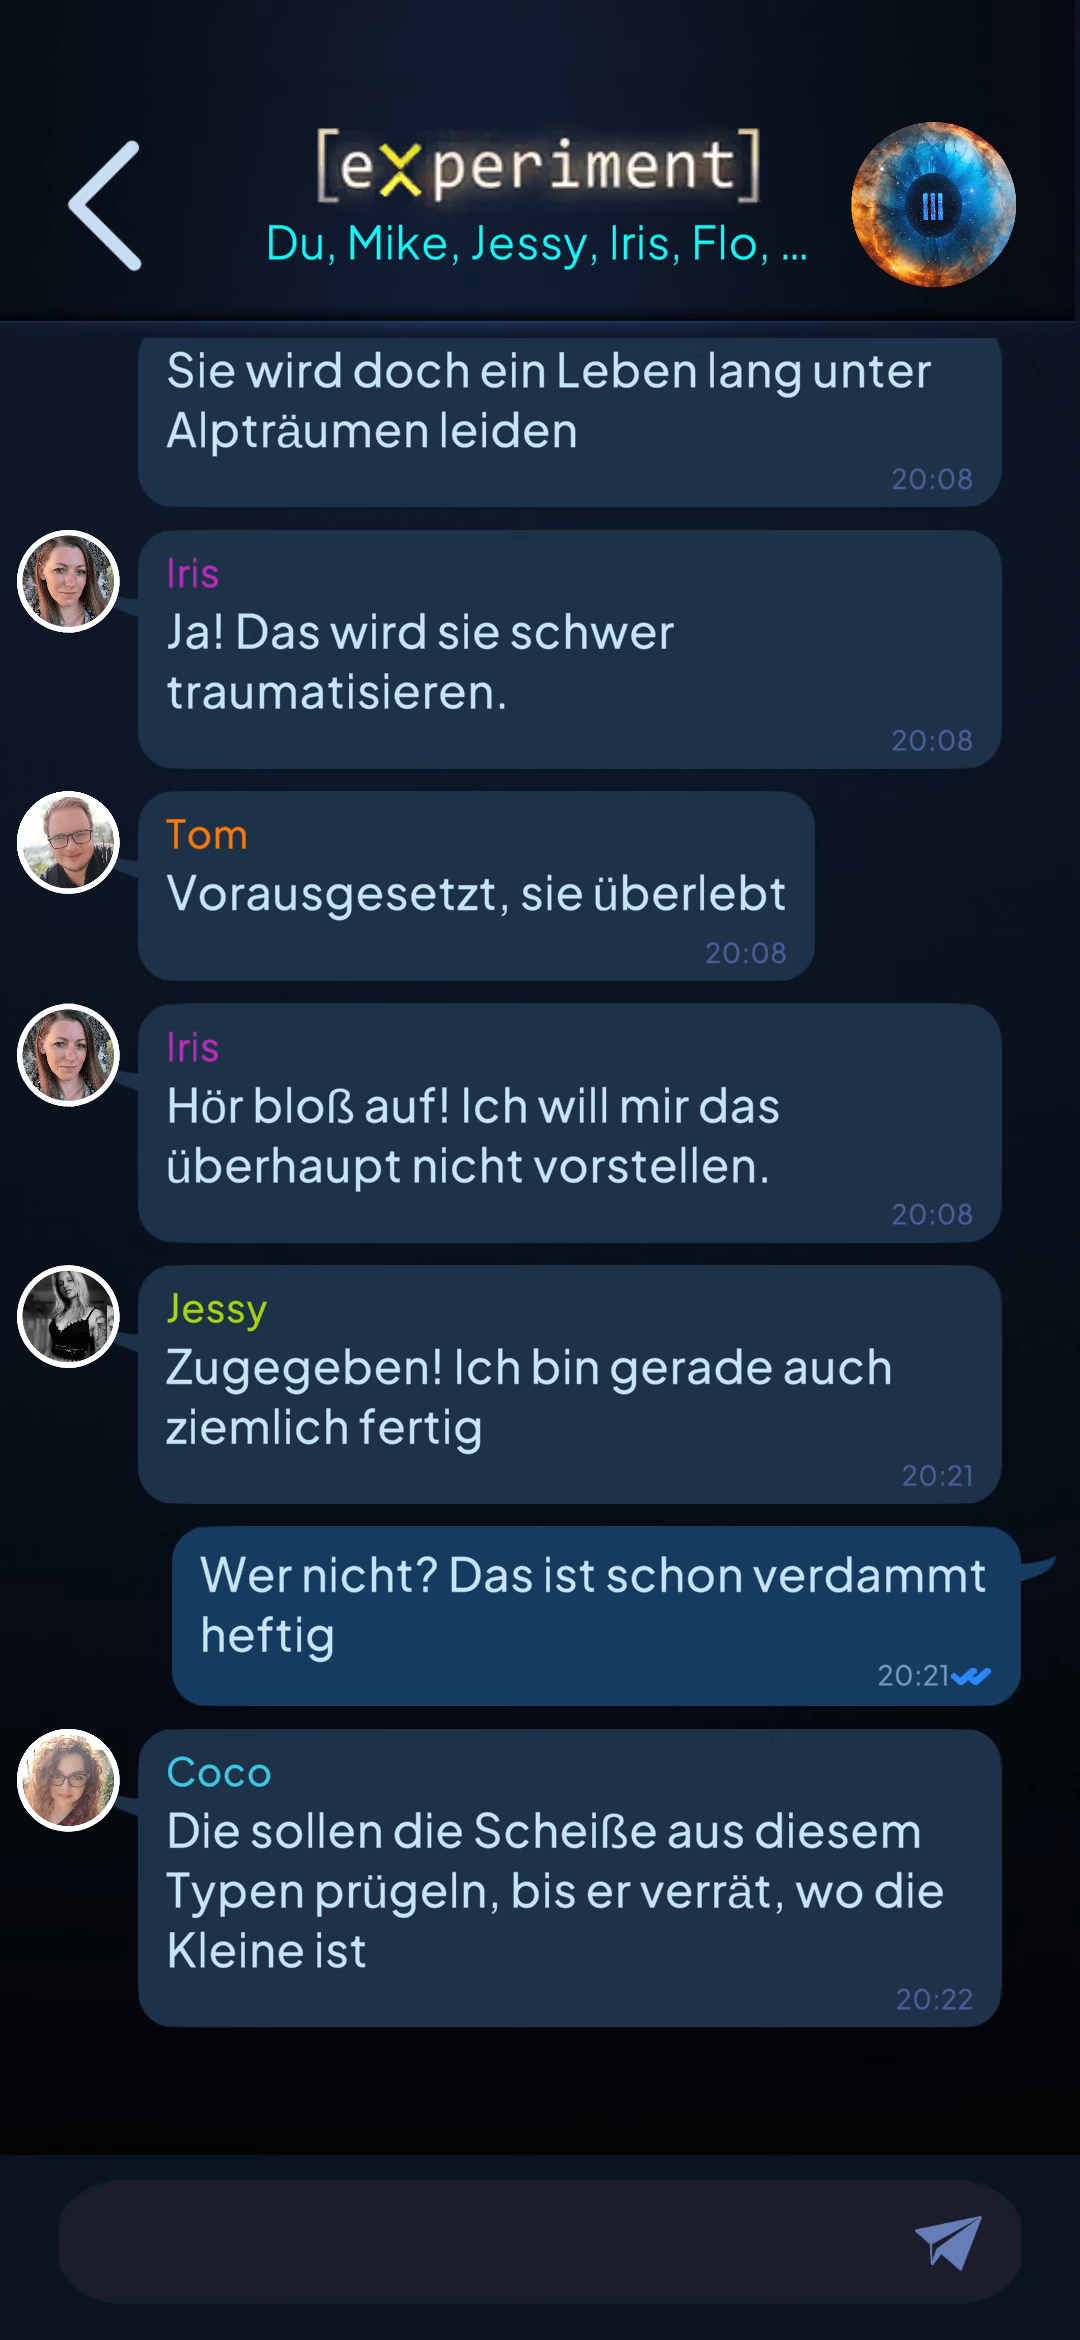 [experiment]
Du, Mike, Jessy, Iris, Flo, ...
Sie wird doch ein Leben lang unter
Alpträumen leiden
20:08
Iris
Ja! Das wird sie schwer
traumatisieren.
20:08
Tom
Vorausgesetzt, sie überlebt
20:08
Iris
Hör bloß auf! Ich will mir das
überhaupt nicht vorstellen.
20:08
Jessy
Zugegeben! Ich bin gerade auch
ziemlich fertig
20:21
Wer nicht? Das ist schon verdammt
heftig
20:21
Coco
Die sollen die Scheiße aus diesem
Typen prügeln, bis er verrät, wo die
Kleine ist
20:22